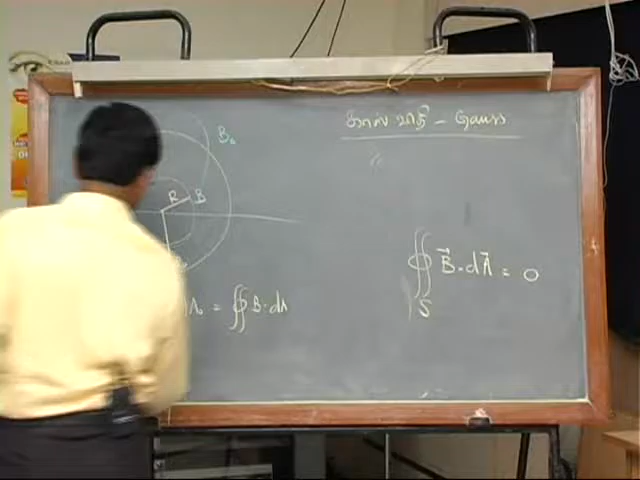 காஸ் விதி - Gauss
B₀
R B
∯ B⃗ . dA⃗ = 0
S
A₀ = ∯ B · dA